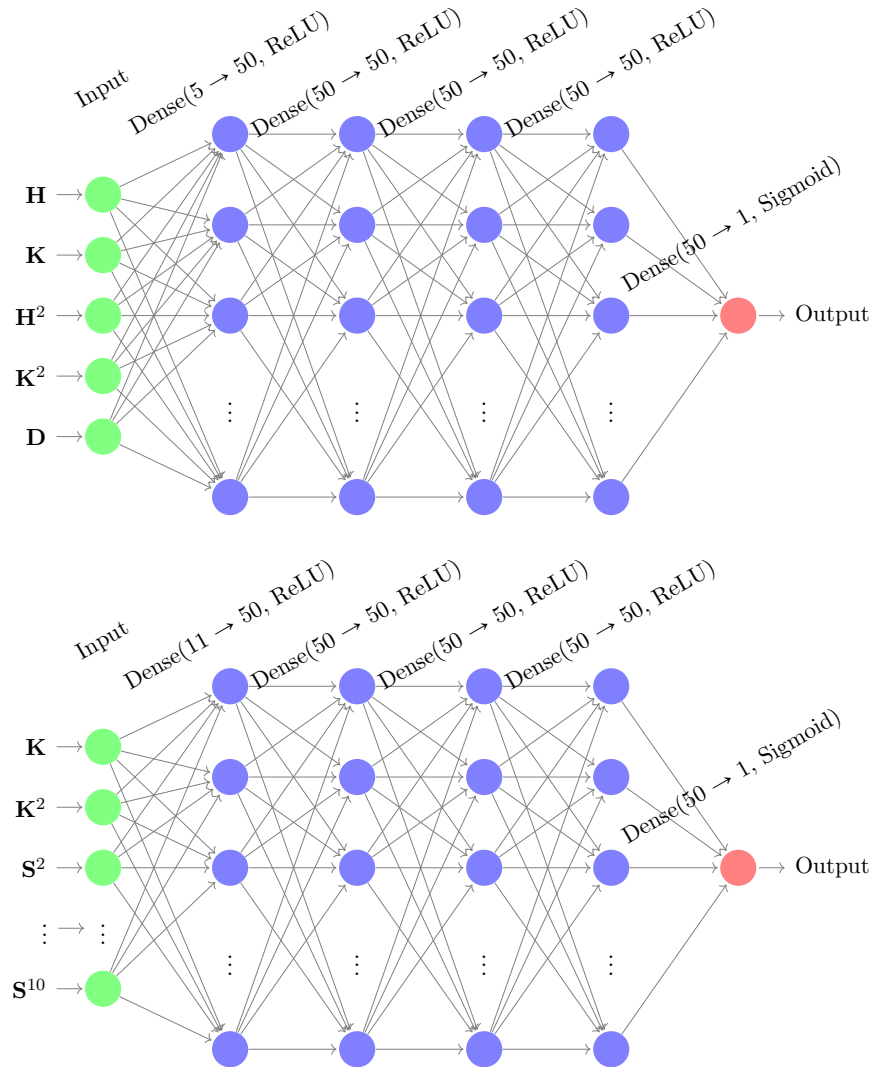 Input
Dense(5 → 50, ReLU)
Dense(50 → 50, ReLU)
Dense(50 → 50, ReLU)
Dense(50 → 50, ReLU)
Dense(50 → 1, Sigmoid)
H
K
H²
K²
D
⋮ ⋮ ⋮ ⋮
Output
Input
Dense(11 → 50, ReLU)
Dense(50 → 50, ReLU)
Dense(50 → 50, ReLU)
Dense(50 → 50, ReLU)
Dense(50 → 1, Sigmoid)
K
K²
S²
⋮ ⋮
S¹⁰
⋮ ⋮ ⋮ ⋮
Output